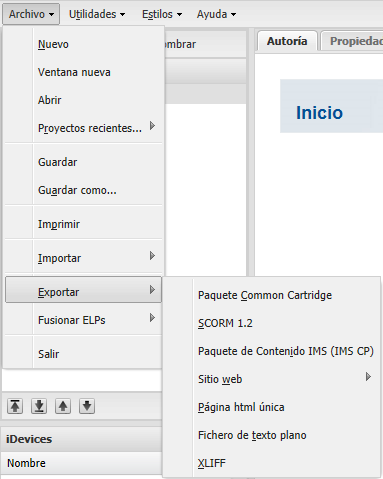 Archivo Utilidades Estilos Ayuda
Nuevo
Ventana nueva
Abrir
Proyectos recientes...
Guardar
Guardar como...
Imprimir
Importar
Exportar
Fusionar ELPs
Salir
ombrar
Autoría Propiedad
Inicio
Paquete Common Cartridge
SCORM 1.2
Paquete de Contenido IMS (IMS CP)
Sitio web
Página html única
Fichero de texto plano
XLIFF
iDevices
Nombre